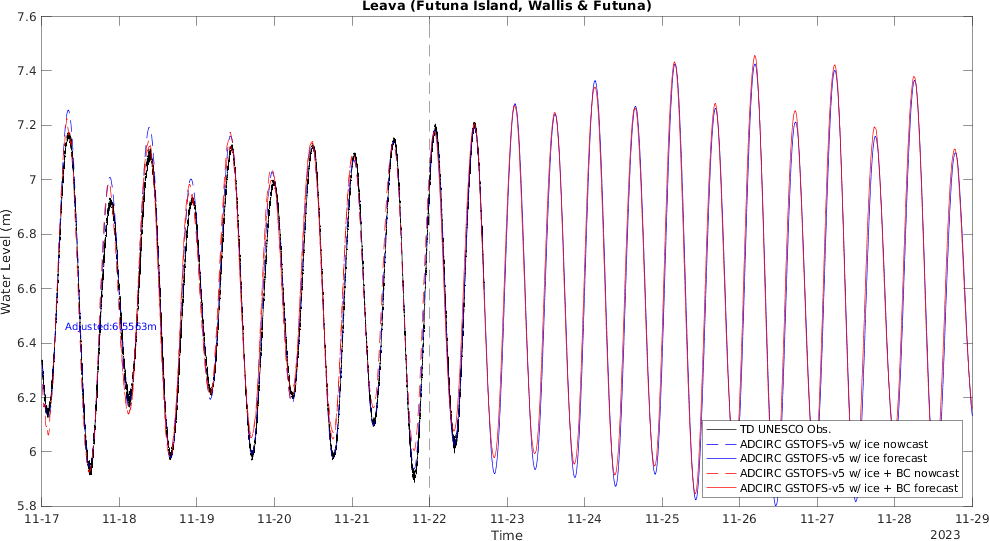 Leava (Futuna Island, Wallis & Futuna)
7.6
7.4
7.2
7
6.8
6.6
6.4
6.2
6
5.8
Water Level (m)
Adjusted:6.5563m
TD UNESCO Obs.
ADCIRC GSTOFS-v5 w/ ice nowcast
ADCIRC GSTOFS-v5 w/ ice forecast
ADCIRC GSTOFS-v5 w/ ice + BC nowcast
ADCIRC GSTOFS-v5 w/ ice + BC forecast
11-17 11-18 11-19 11-20 11-21 11-22 11-23 11-24 11-25 11-26 11-27 11-28 11-29
Time
2023